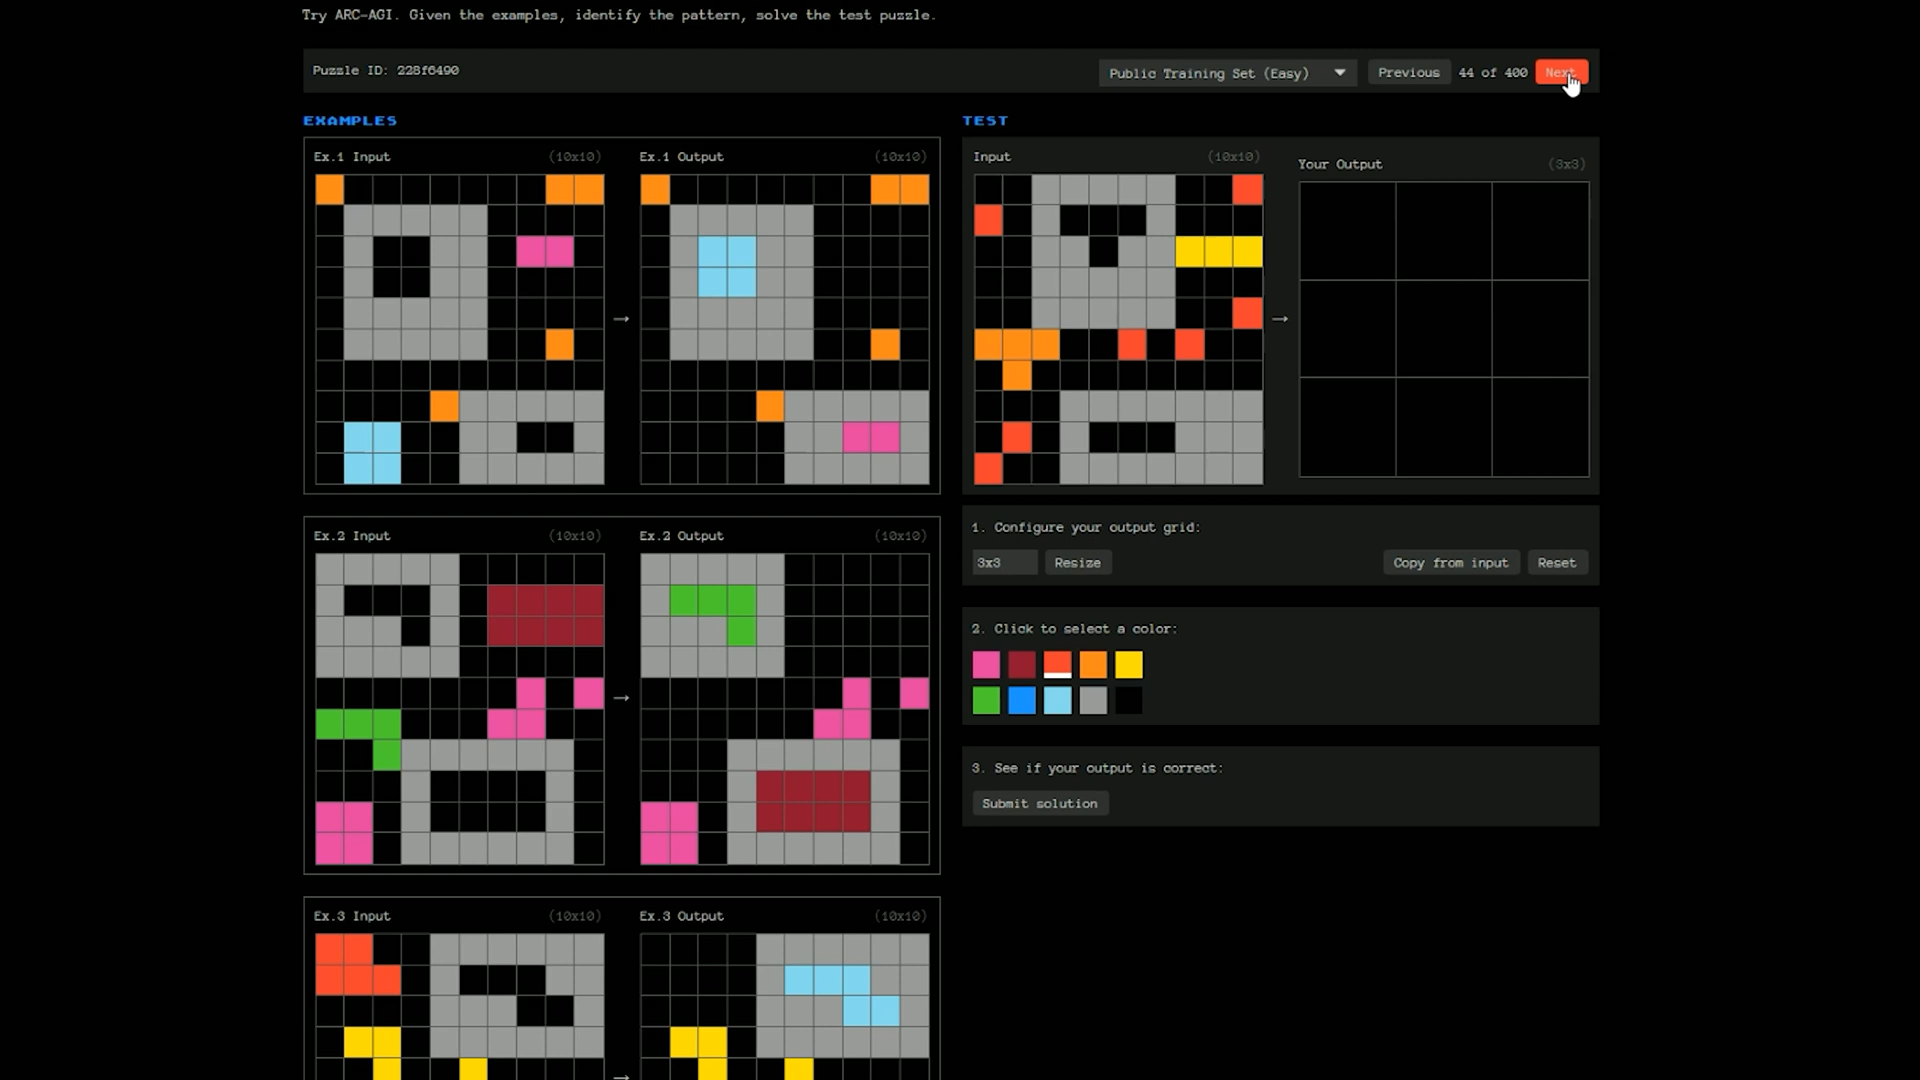 Try ARC-AGI. Given the examples, identify the pattern, solve the test puzzle.
Puzzle ID: 228f6490
Public Training Set (Easy)
Previous
44 of 400
Next
EXAMPLES
TEST
Ex.1 Input
(10x10)
Ex.1 Output
(10x10)
Input
(10x10)
Your Output
(3x3)
→
→
1. Configure your output grid:
3x3
Resize
Copy from input
Reset
Ex.2 Input
(10x10)
Ex.2 Output
(10x10)
→
2. Click to select a color:
3. See if your output is correct:
Submit solution
Ex.3 Input
(10x10)
Ex.3 Output
(10x10)
→